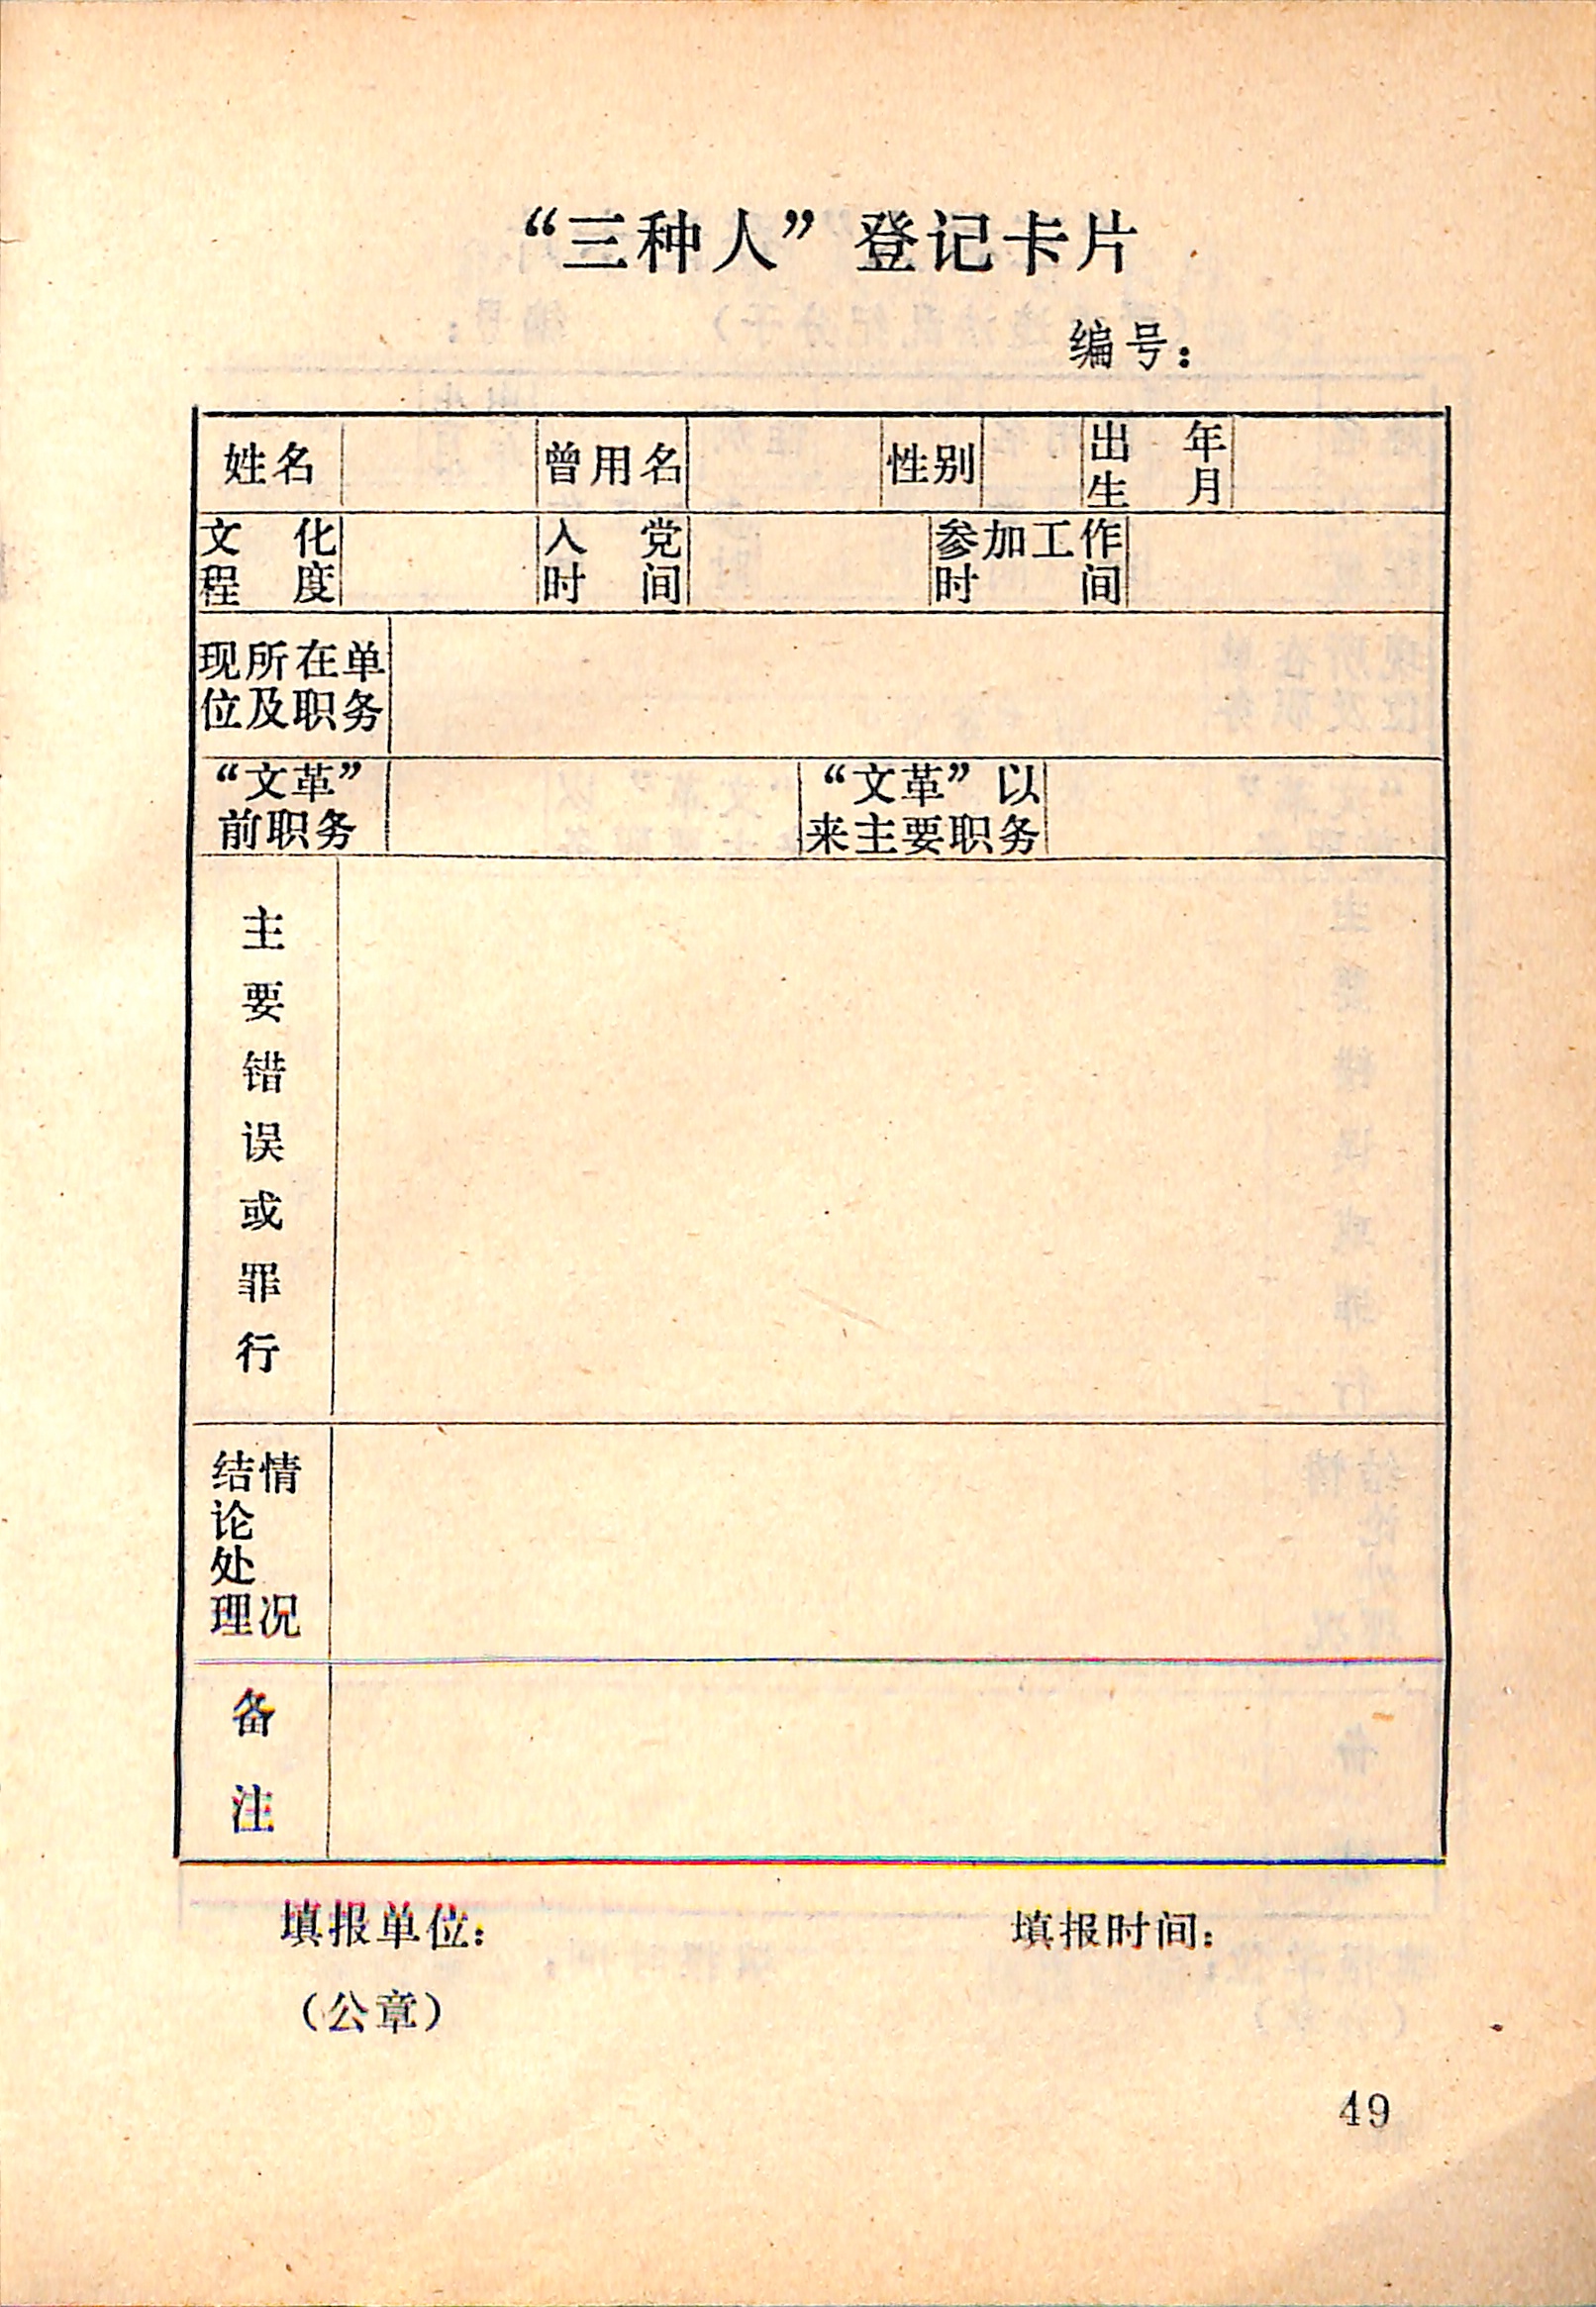 “三种人”登记卡片
编号：
姓名 曾用名 性别 出生年月
文化程度 入党时间 参加工作时间
现所在单位及职务
“文革”前职务 “文革”以来主要职务
主要错误或罪行
结论处理情况
备注
填报单位： 填报时间：
（公章）
49